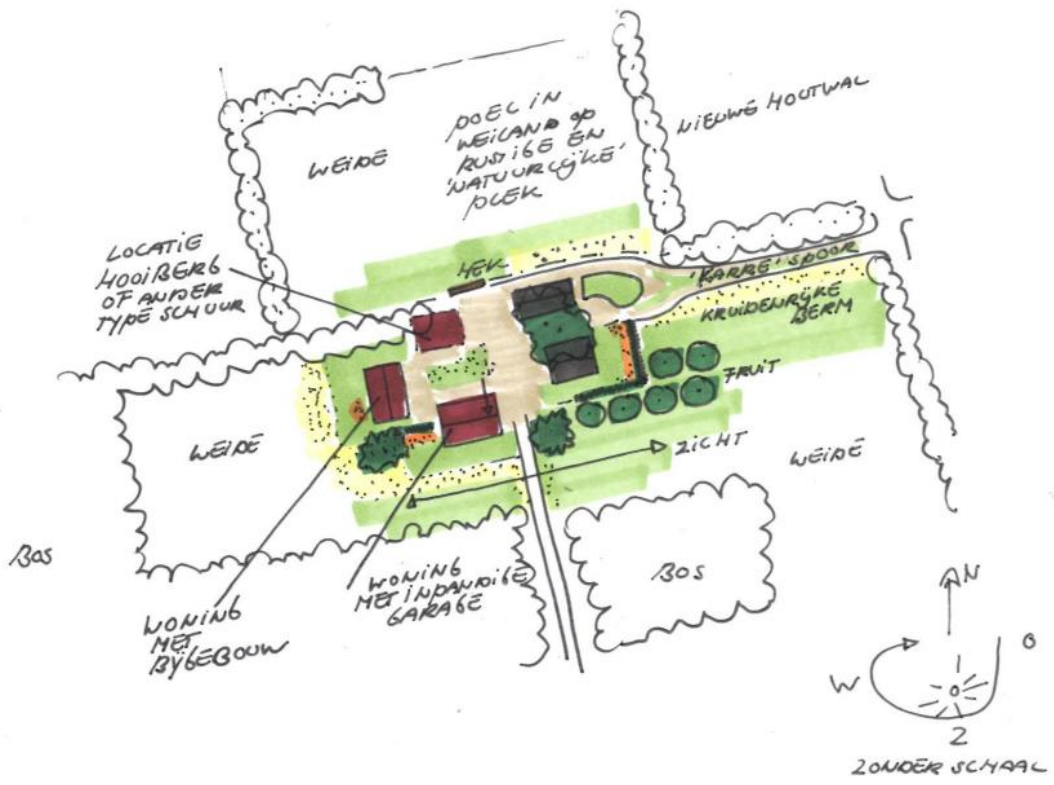 WEIDE
POEL IN
WEILAND OP
RUSTIGE EN
'NATUURLIJKE'
PLEK
NIEUWE HOUTWAL
LOCATIE
HOOIBERG
OF ANDER
TYPE SCHUUR
HEK
'KARRE' SPOOR
KRUIDENRIJKE
BERM
FRUIT
WEIDE
ZICHT
WEIDE
BOS
WONING
MET
BIJGEBOUW
WONING
MET INPANDIGE
GARAGE
BOS
N
O
W
Z
ZONDER SCHAAL